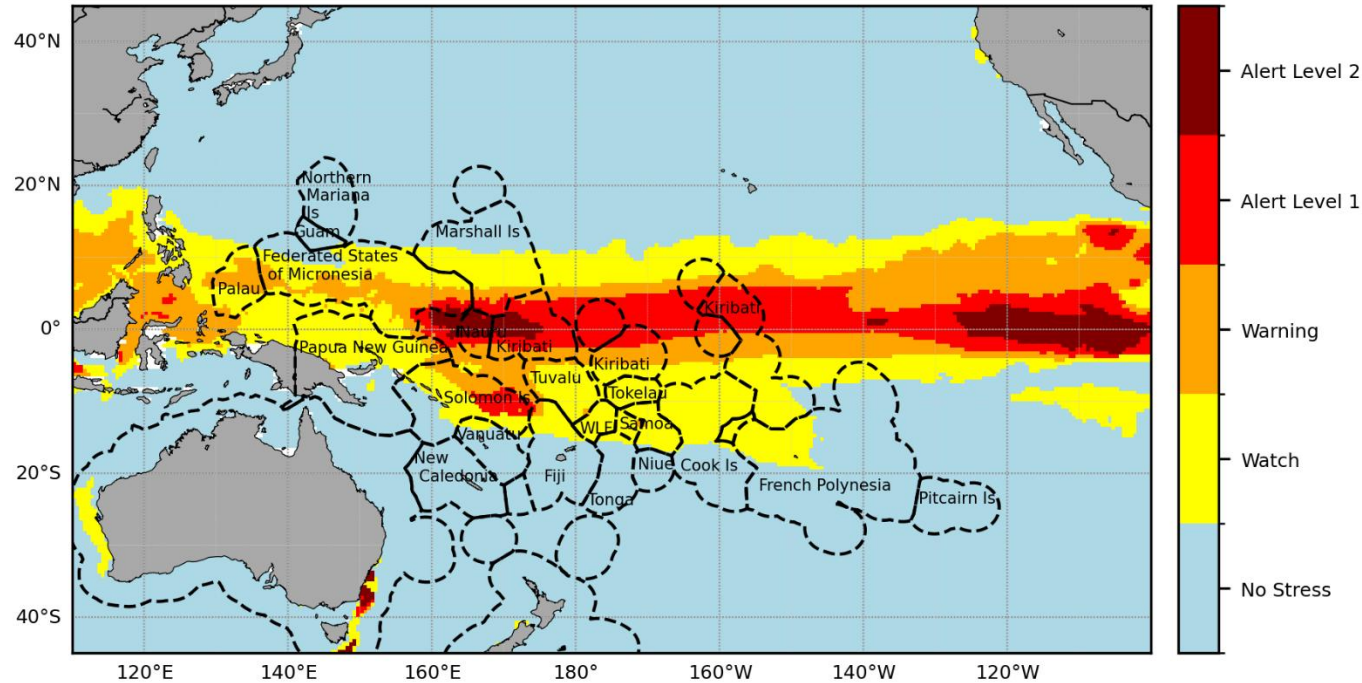 40°N
20°N
0°
20°S
40°S
120°E
140°E
160°E
180°
160°W
140°W
120°W
Northern
Mariana
Is
Guam
Marshall Is
Federated States
of Micronesia
Palau
Kiribati
Nauru
Papua New Guinea
Kiribati
Kiribati
Tuvalu
Solomon Is
Tokelau
WLF
Samoa
Vanuatu
New
Caledonia
Fiji
Niue
Cook Is
Tonga
French Polynesia
Pitcairn Is
Alert Level 2
Alert Level 1
Warning
Watch
No Stress